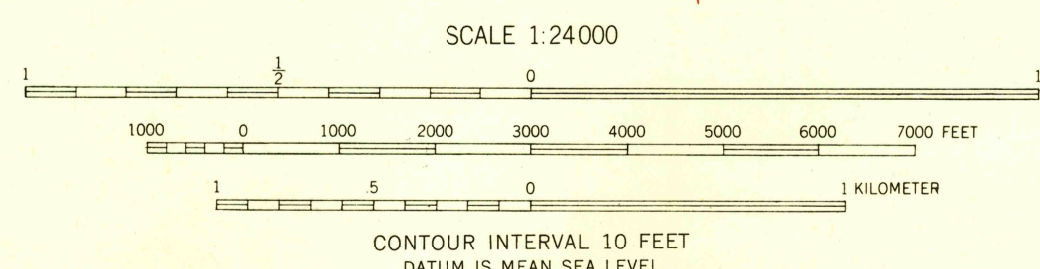 SCALE 1:24000
1 1/2 0 1
1000 0 1000 2000 3000 4000 5000 6000 7000 FEET
1 .5 0 1 KILOMETER
CONTOUR INTERVAL 10 FEET
DATUM IS MEAN SEA LEVEL